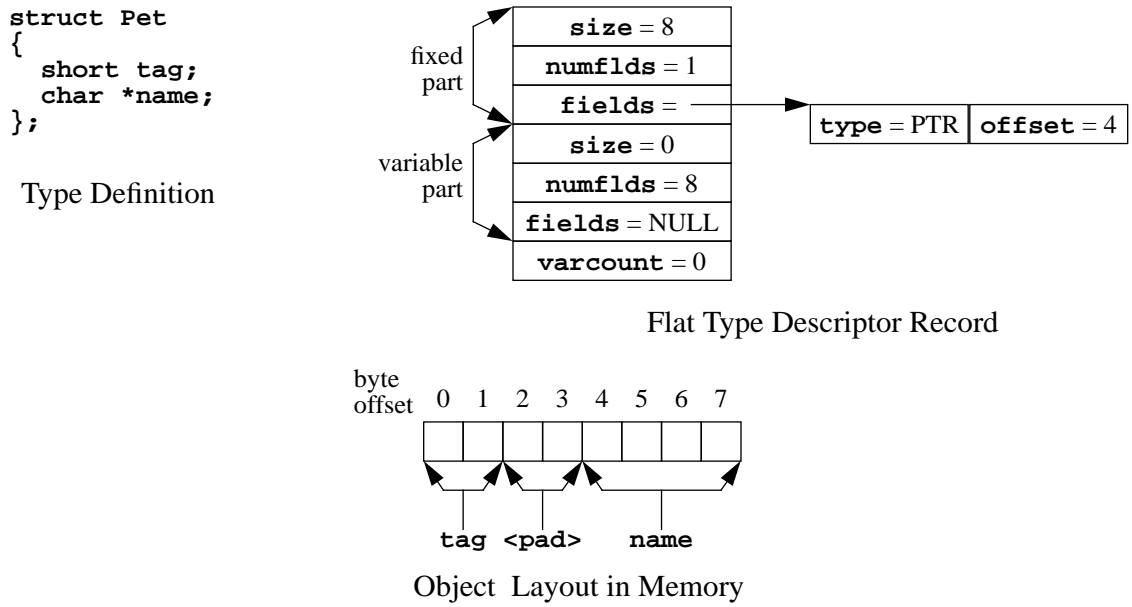 struct Pet
{
short tag;
char *name;
};
Type Definition
fixed
part
variable
part
size = 8
numflds = 1
fields =
size = 0
numflds = 8
fields = NULL
varcount = 0
type = PTR offset = 4
Flat Type Descriptor Record
byte
offset 0 1 2 3 4 5 6 7
tag <pad> name
Object Layout in Memory